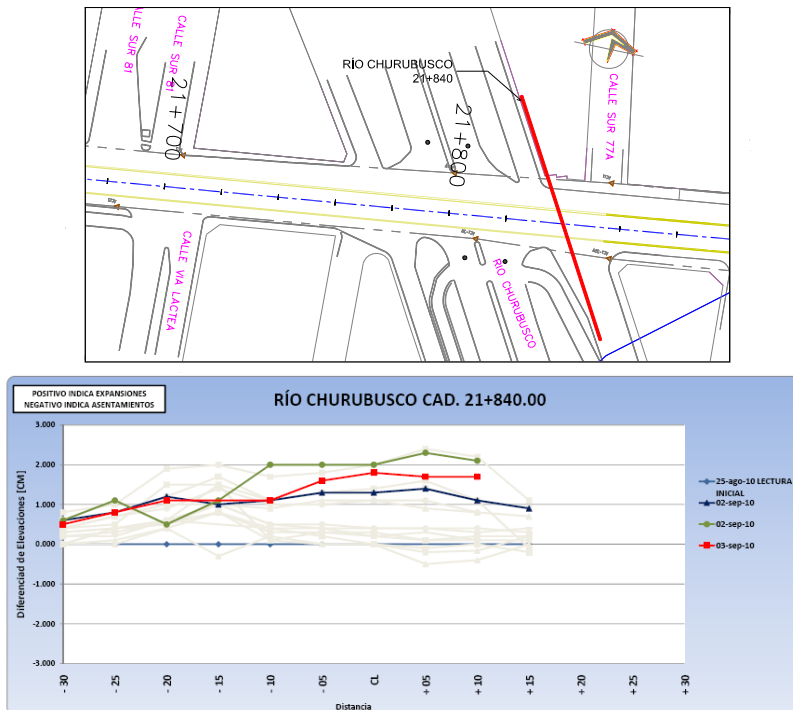 CALLE SUR 81
CALLE SUR 81
21+700
RÍO CHURUBUSCO
21+840
21+800
CALLE SUR 77A
CALLE VIA LACTEA
RIO CHURUBUSCO
POSITIVO INDICA EXPANSIONES
NEGATIVO INDICA ASENTAMIENTOS
RÍO CHURUBUSCO CAD. 21+840.00
Diferenciad de Elevaciones [CM]
3.000
2.000
1.000
0.000
-1.000
-2.000
-3.000
- 30
- 25
- 20
- 15
- 10
- 05
CL
+ 05
+ 10
+ 15
+ 20
+ 25
+ 30
Distancia
25-ago-10 LECTURA
INICIAL
02-sep-10
02-sep-10
03-sep-10